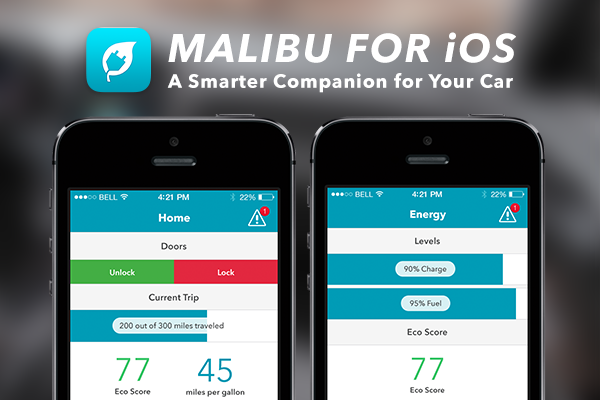 MALIBU FOR iOS
A Smarter Companion for Your Car
BELL 4:21 PM 22%
Home
1
Doors
Unlock Lock
Current Trip
200 out of 300 miles traveled
77 45
Eco Score miles per gallon
BELL 4:21 PM 22%
Energy
1
Levels
90% Charge
95% Fuel
Eco Score
77
Eco Score